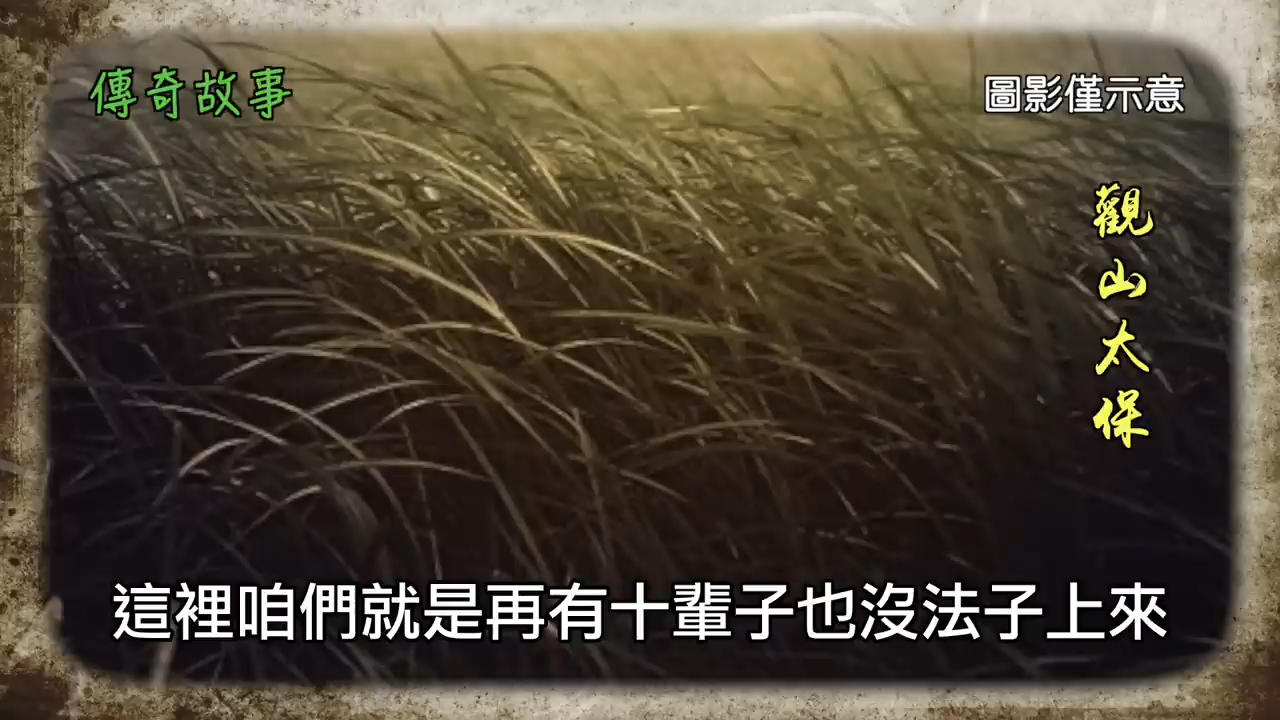 傳奇故事
圖影僅示意
觀山太保
這裡咱們就是再有十輩子也沒法子上來